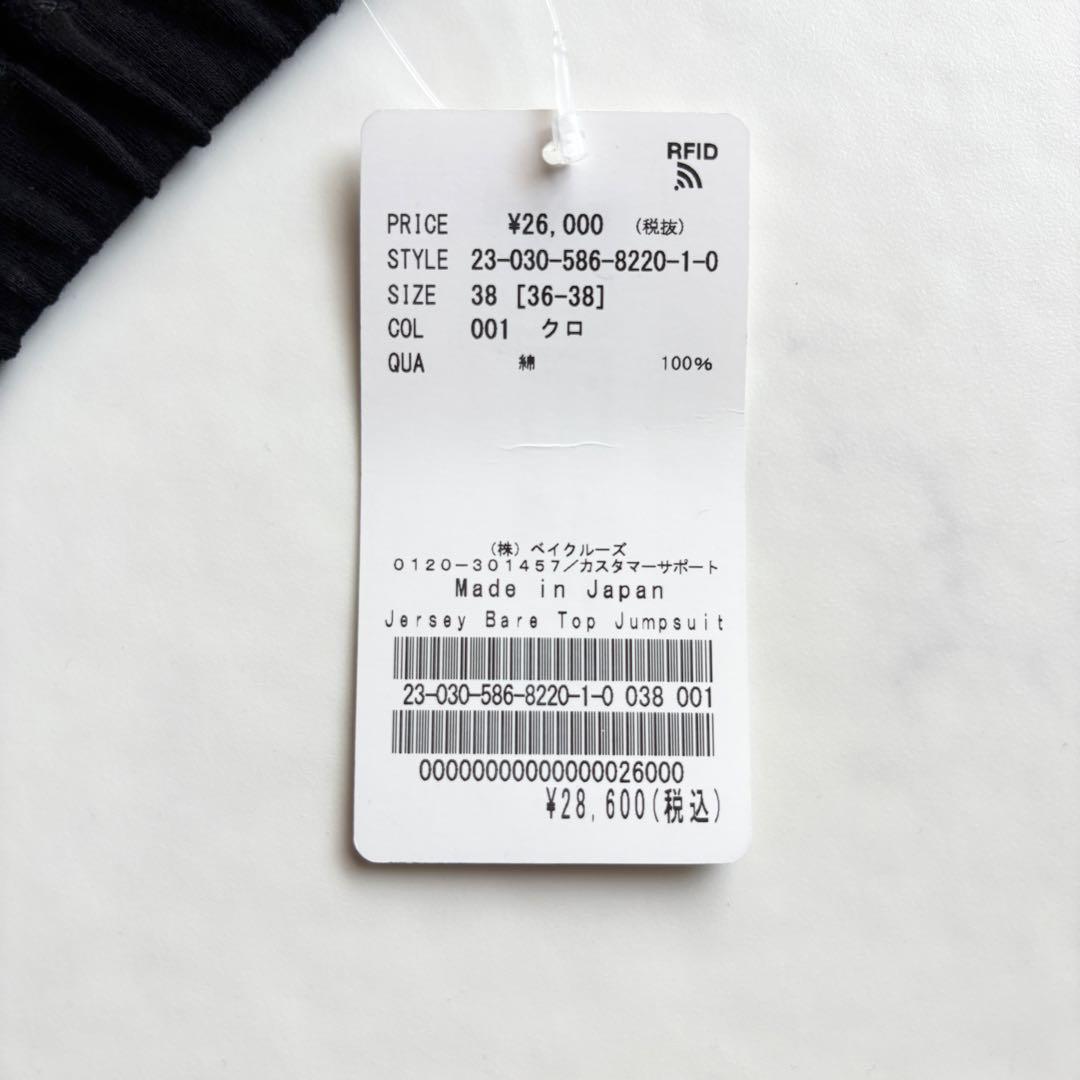 RFID
PRICE ¥26,000 (税抜)
STYLE 23-030-586-8220-1-0
SIZE 38 [36-38]
COL 001 クロ
QUA 綿 100%
(株)ベイクルーズ
0120-301457/カスタマーサポート
Made in Japan
Jersey Bare Top Jumpsuit
23-030-586-8220-1-0 038 001
00000000000000026000
¥28,600(税込)